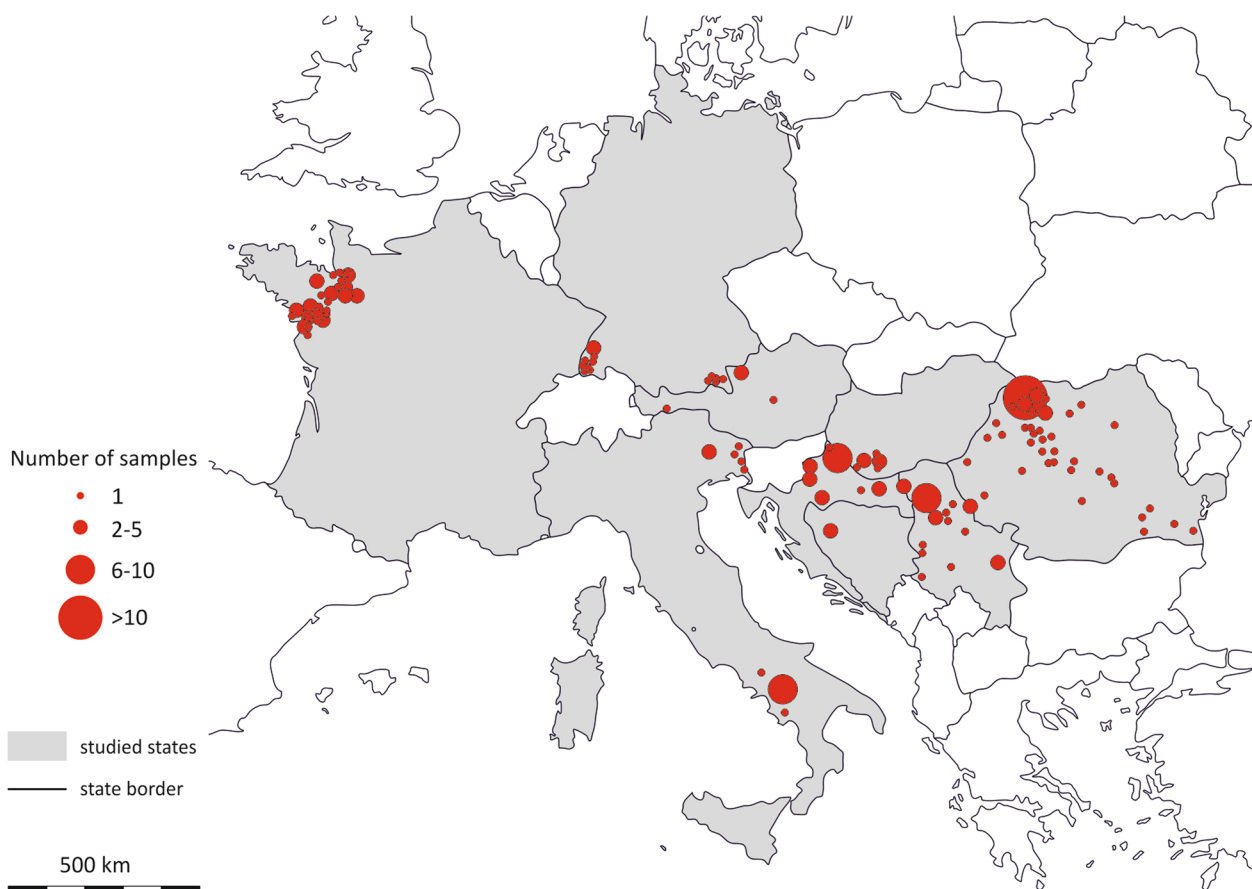 Number of samples
1
2-5
6-10
>10
studied states
state border
500 km